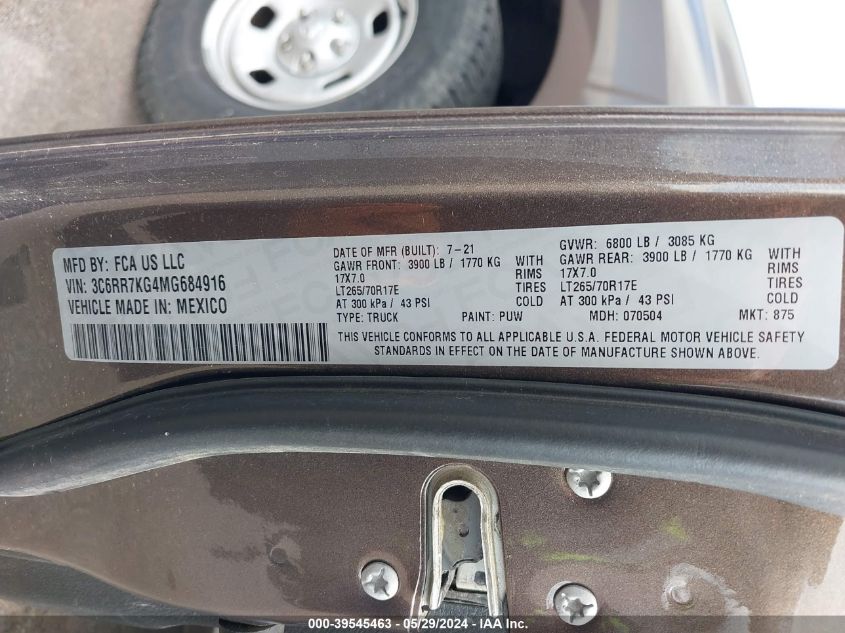 MFD BY: FCA US LLC
VIN: 3C6RR7KG4MG684916
VEHICLE MADE IN: MEXICO
DATE OF MFR (BUILT): 7-21
GAWR FRONT: 3900 LB / 1770 KG WITH
17X7.0 RIMS
LT265/70R17E TIRES
AT 300 kPa / 43 PSI COLD
GVWR: 6800 LB / 3085 KG
GAWR REAR: 3900 LB / 1770 KG WITH
17X7.0 RIMS
LT265/70R17E TIRES
AT 300 kPa / 43 PSI COLD
TYPE: TRUCK PAINT: PUW MDH: 070504 MKT: 875
THIS VEHICLE CONFORMS TO ALL APPLICABLE U.S.A. FEDERAL MOTOR VEHICLE SAFETY
STANDARDS IN EFFECT ON THE DATE OF MANUFACTURE SHOWN ABOVE.
000-39545463 - 05/29/2024 - IAA Inc.